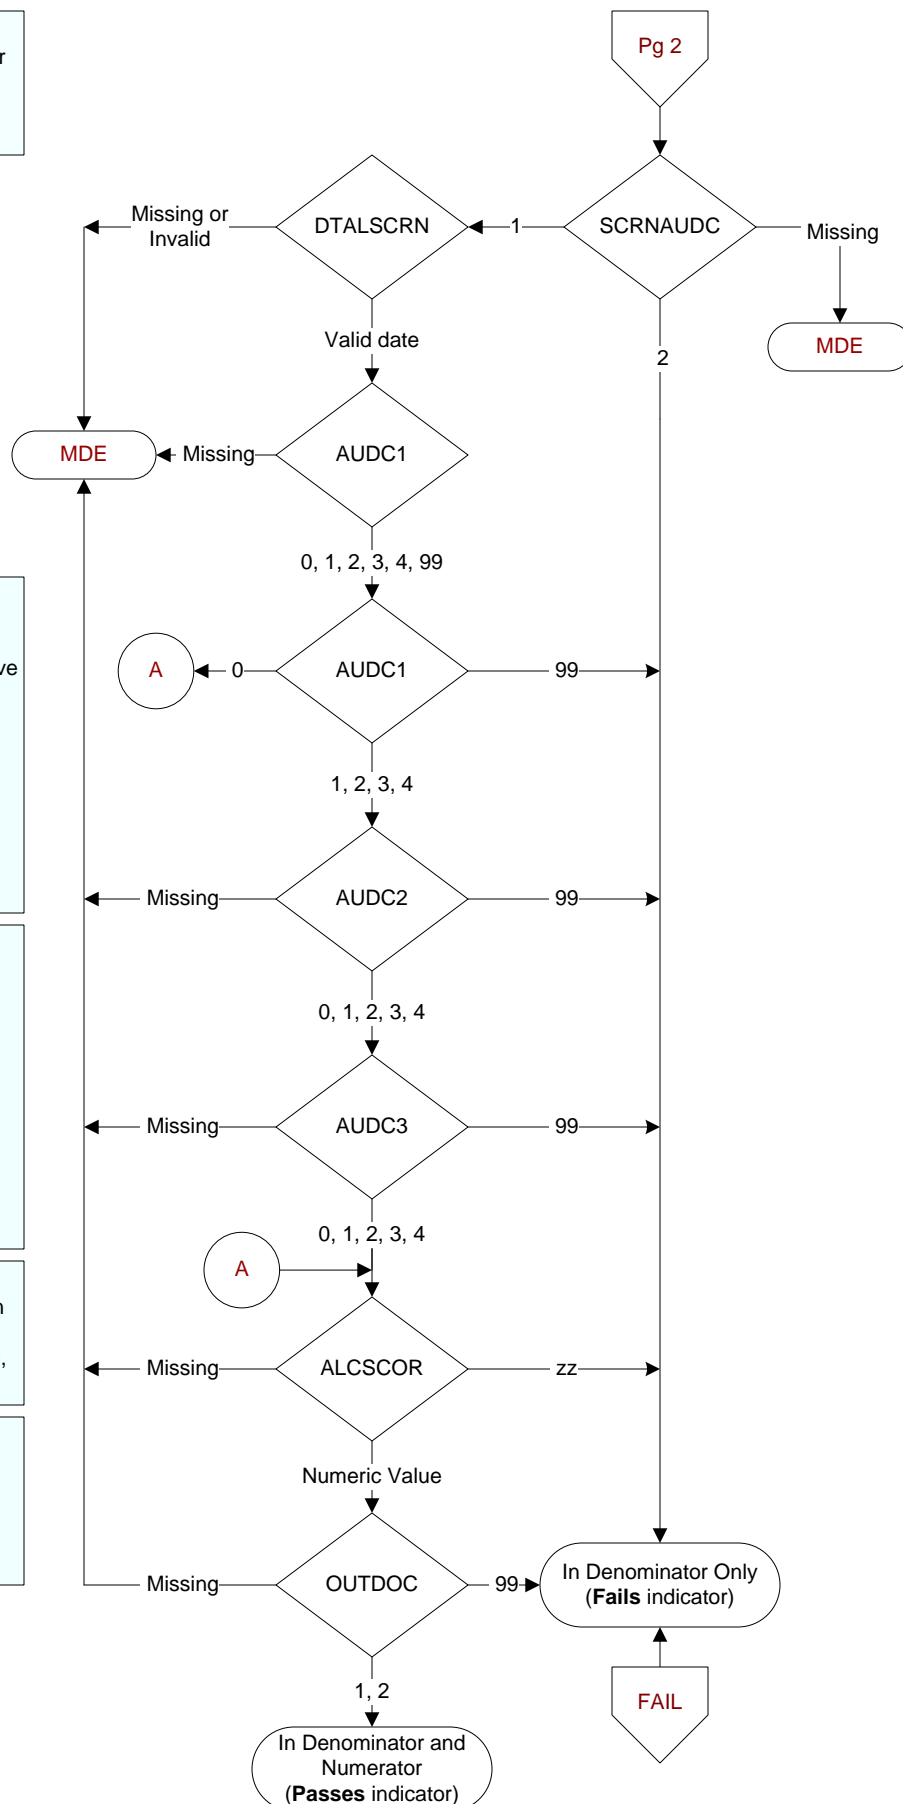 Pg 2
r
Missing or
Invalid
DTALSCRN
1
SCRNAUDC
Missing
Valid date
2
MDE
MDE
Missing
AUDC1
0, 1, 2, 3, 4, 99
ve
A
0
AUDC1
99
1, 2, 3, 4
Missing
AUDC2
99
0, 1, 2, 3, 4
Missing
AUDC3
99
0, 1, 2, 3, 4
A
n
,
Missing
ALCSCOR
zz
Numeric Value
Missing
OUTDOC
99
In Denominator Only
(Fails indicator)
1, 2
FAIL
In Denominator and
Numerator
(Passes indicator)